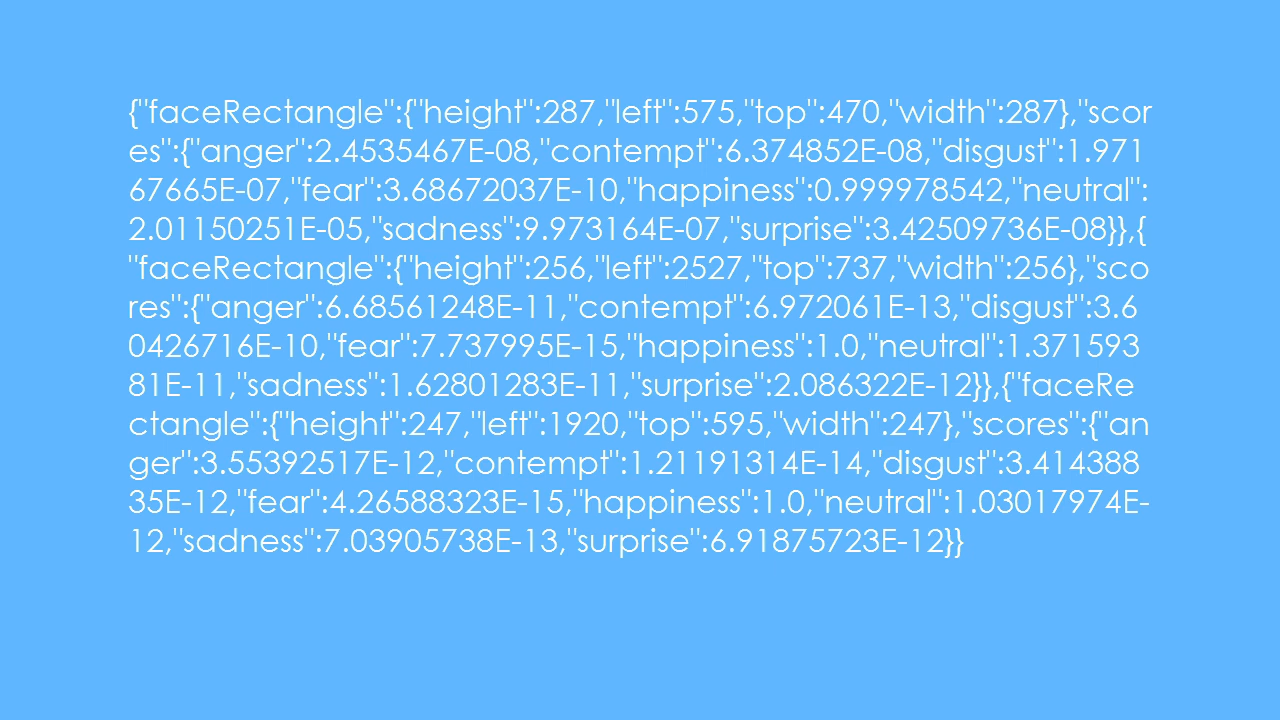 {"faceRectangle":{"height":287,"left":575,"top":470,"width":287},"scor
es":{"anger":2.4535467E-08,"contempt":6.374852E-08,"disgust":1.971
67665E-07,"fear":3.68672037E-10,"happiness":0.999978542,"neutral":
2.01150251E-05,"sadness":9.973164E-07,"surprise":3.42509736E-08}},{
"faceRectangle":{"height":256,"left":2527,"top":737,"width":256},"sco
res":{"anger":6.68561248E-11,"contempt":6.972061E-13,"disgust":3.6
0426716E-10,"fear":7.737995E-15,"happiness":1.0,"neutral":1.371593
81E-11,"sadness":1.62801283E-11,"surprise":2.086322E-12}},{"faceRe
ctangle":{"height":247,"left":1920,"top":595,"width":247},"scores":{"an
ger":3.55392517E-12,"contempt":1.21191314E-14,"disgust":3.414388
35E-12,"fear":4.26588323E-15,"happiness":1.0,"neutral":1.03017974E-
12,"sadness":7.03905738E-13,"surprise":6.91875723E-12}}